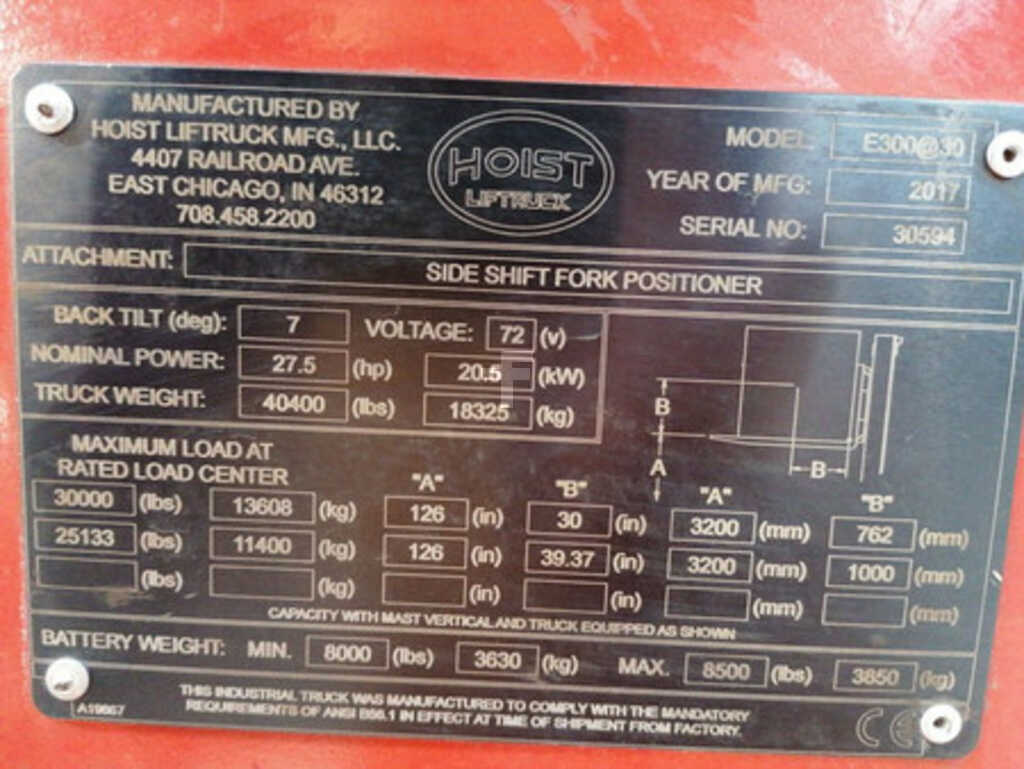 MANUFACTURED BY
HOIST LIFTRUCK MFG., LLC.
4407 RAILROAD AVE.
EAST CHICAGO, IN 46312
708.458.2200
HOIST
LIFTRUCK
MODEL: E300@30
YEAR OF MFG: 2017
SERIAL NO: 30594
ATTACHMENT: SIDE SHIFT FORK POSITIONER
BACK TILT (deg): 7 VOLTAGE: 72 (v)
NOMINAL POWER: 27.5 (hp) 20.5 (kW)
TRUCK WEIGHT: 40400 (lbs) 18325 (kg)
B
A
B
MAXIMUM LOAD AT
RATED LOAD CENTER "A" "B" "A" "B"
30000 (lbs) 13608 (kg) 126 (in) 30 (in) 3200 (mm) 762 (mm)
25133 (lbs) 11400 (kg) 126 (in) 39.37 (in) 3200 (mm) 1000 (mm)
(lbs) (kg) (in) (in) (mm) (mm)
CAPACITY WITH MAST VERTICAL AND TRUCK EQUIPPED AS SHOWN
BATTERY WEIGHT: MIN. 8000 (lbs) 3630 (kg) MAX. 8500 (lbs) 3850 (kg)
THIS INDUSTRIAL TRUCK WAS MANUFACTURED TO COMPLY WITH THE MANDATORY
REQUIREMENTS OF ANSI B56.1 IN EFFECT AT TIME OF SHIPMENT FROM FACTORY.
CE